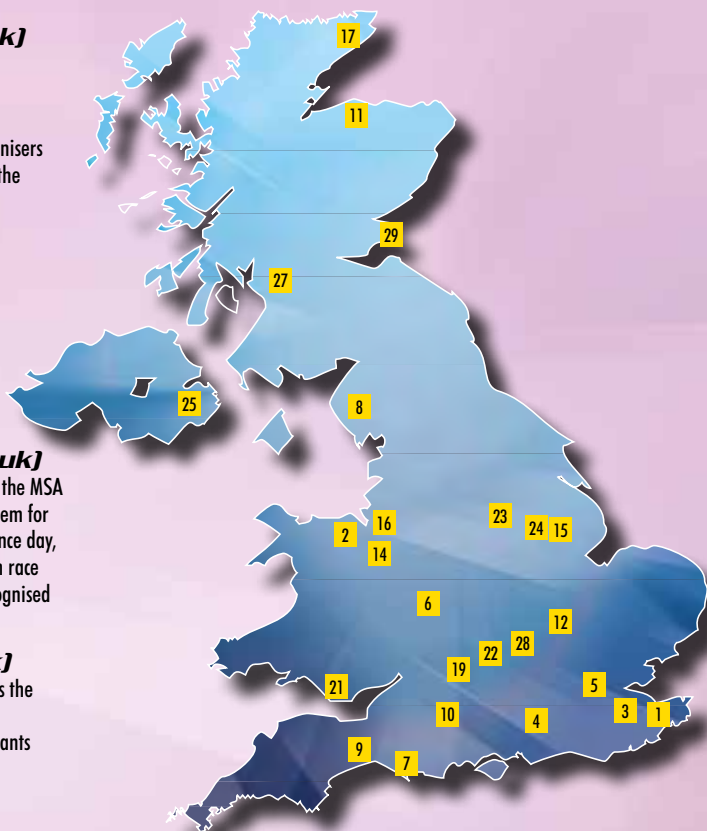 k)
nisers
the
uk)
the MSA
em for
nce day,
n race
ognised
k)
s the
ants
17
11
29
27
25
8
23
24
15
16
2
14
6
12
28
22
19
5
21
3
1
10
4
9
7